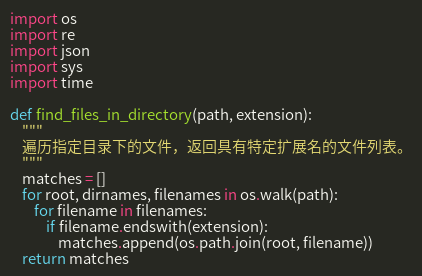 import os
import re
import json
import sys
import time

def find_files_in_directory(path, extension):
    """
    遍历指定目录下的文件，返回具有特定扩展名的文件列表。
    """
    matches = []
    for root, dirnames, filenames in os.walk(path):
        for filename in filenames:
            if filename.endswith(extension):
                matches.append(os.path.join(root, filename))
    return matches